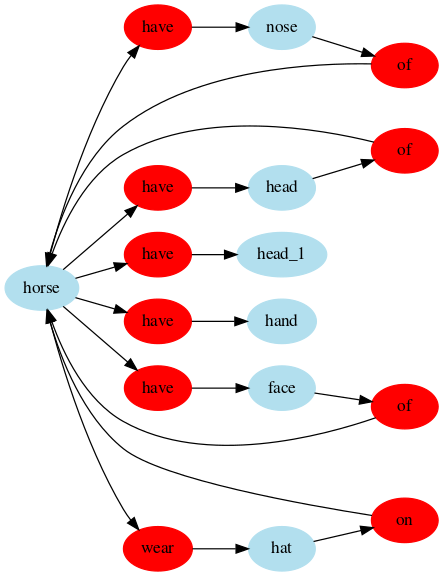 have nose
of
of
have head
have head_1
horse
have hand
have face
of
on
wear hat